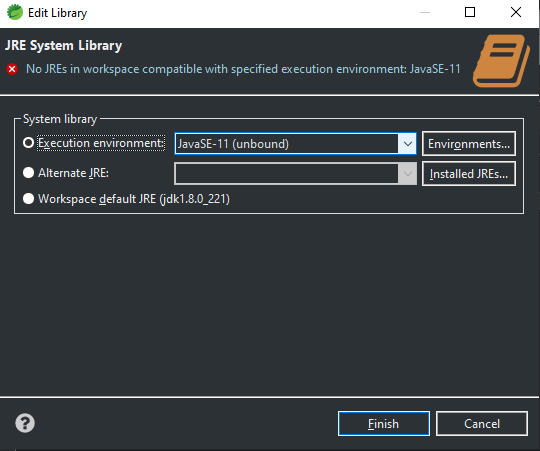 Edit Library
JRE System Library
No JREs in workspace compatible with specified execution environment: JavaSE-11
System library
Execution environment: JavaSE-11 (unbound) Environments...
Alternate JRE: Installed JREs...
Workspace default JRE (jdk1.8.0_221)
? Finish Cancel